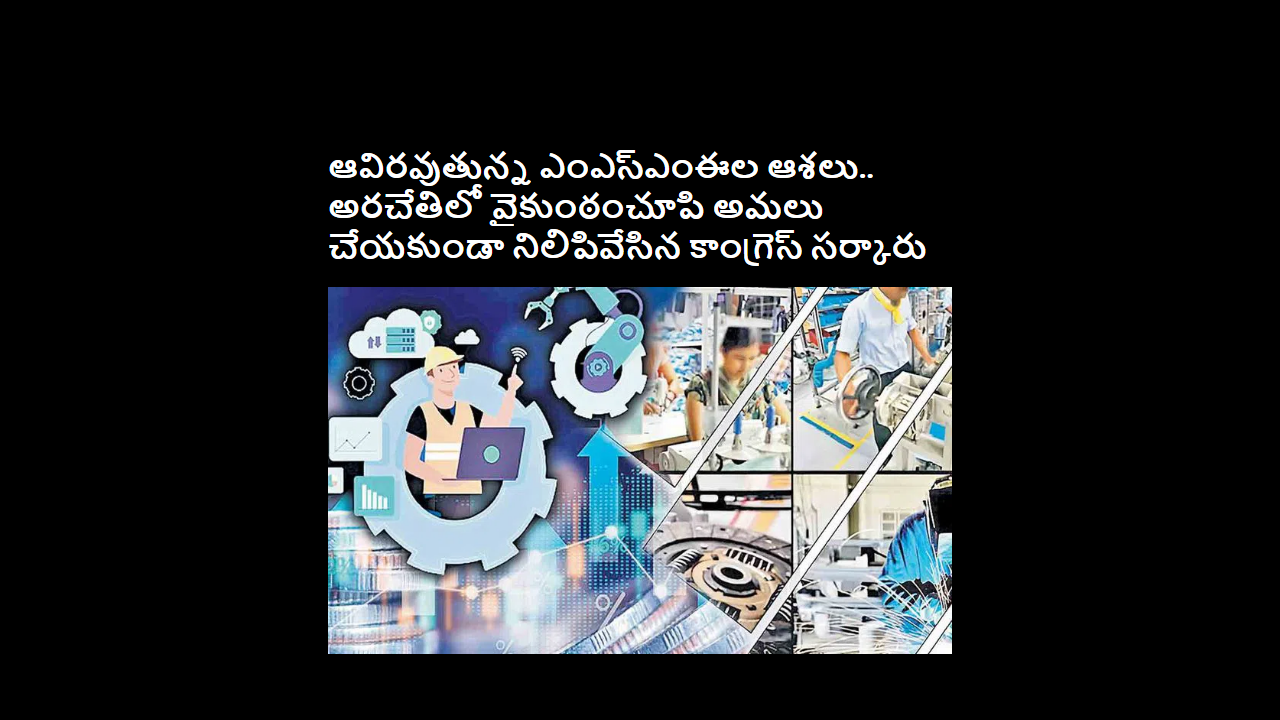 ఆవిరవుతున్న ఎంఎస్ఎంఈల ఆశలు..
అరచేతిలో వైకుంఠంచూపి అమలు
చేయకుండా నిలిపివేసిన కాంగ్రెస్ సర్కారు